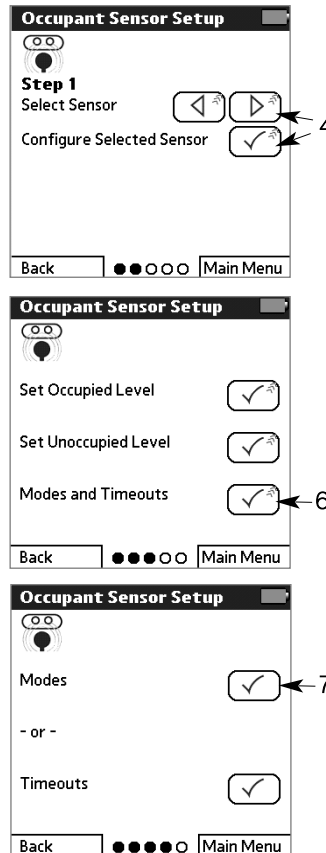 Occupant Sensor Setup
Step 1
Select Sensor
4
Configure Selected Sensor
Back Main Menu
Occupant Sensor Setup
Set Occupied Level
Set Unoccupied Level
Modes and Timeouts
6
Back Main Menu
Occupant Sensor Setup
Modes
7
- or -
Timeouts
Back Main Menu